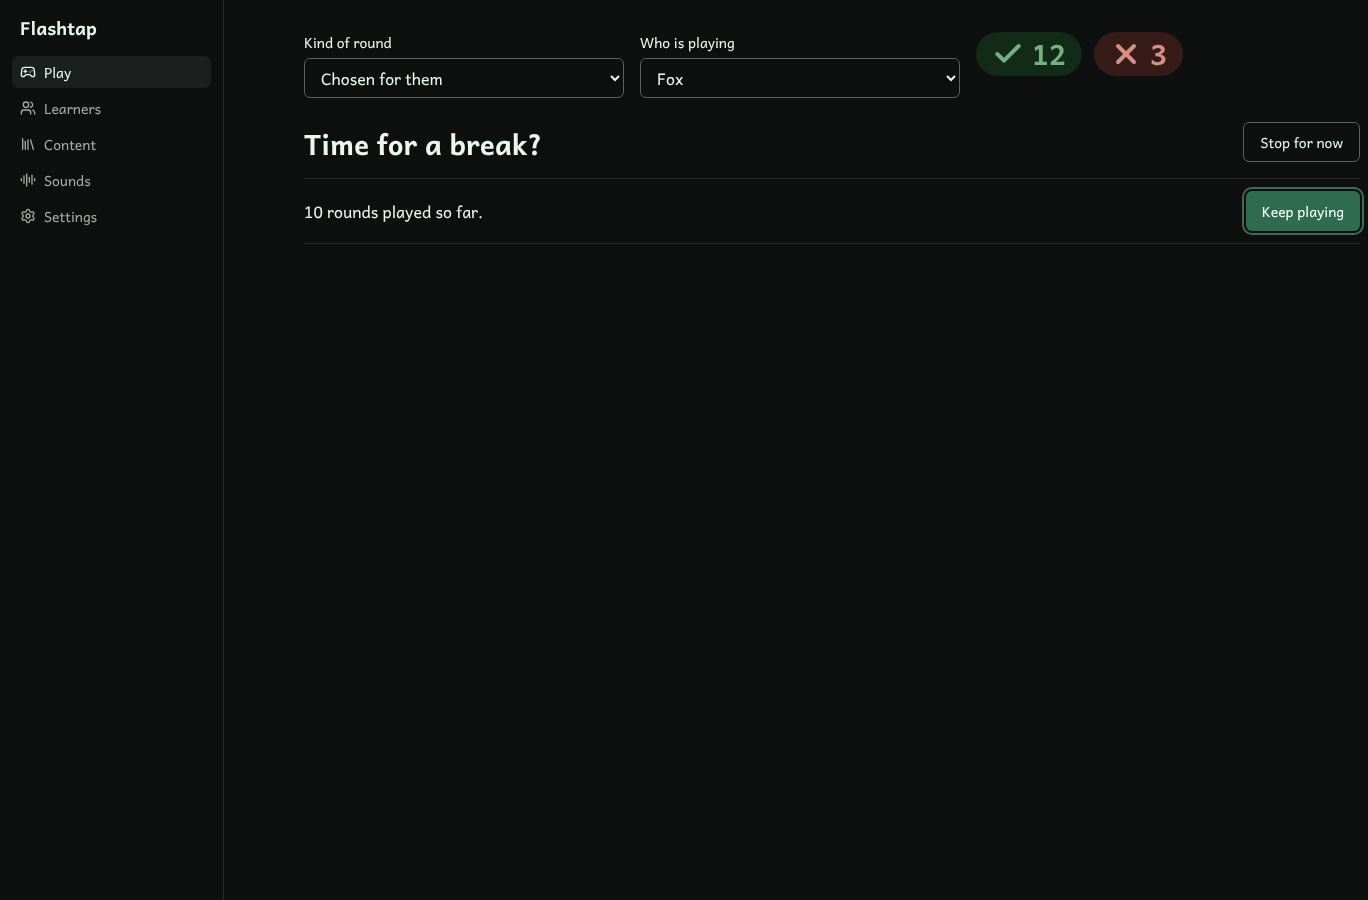 Flashtap
Play
Learners
Content
Sounds
Settings
Kind of round
Chosen for them
Who is playing
Fox
12
3
Time for a break?
Stop for now
10 rounds played so far.
Keep playing